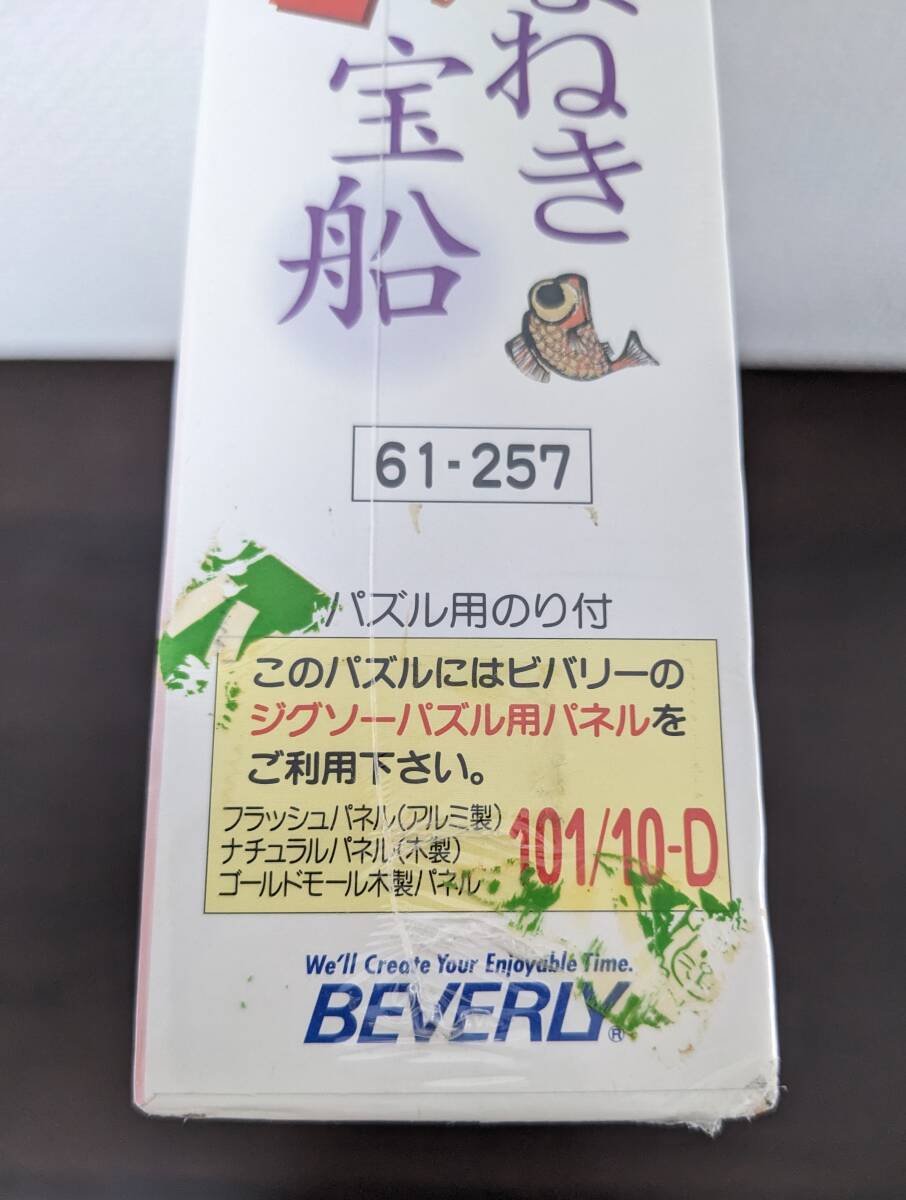 ねき
宝船
61-257
パズル用のり付
このパズルにはビバリーの
ジグソーパズル用パネルを
ご利用下さい。
フラッシュパネル(アルミ製)
ナチュラルパネル(木製)
ゴールドモール木製パネル
101/10-D
We'll Create Your Enjoyable Time.
BEVERLY®